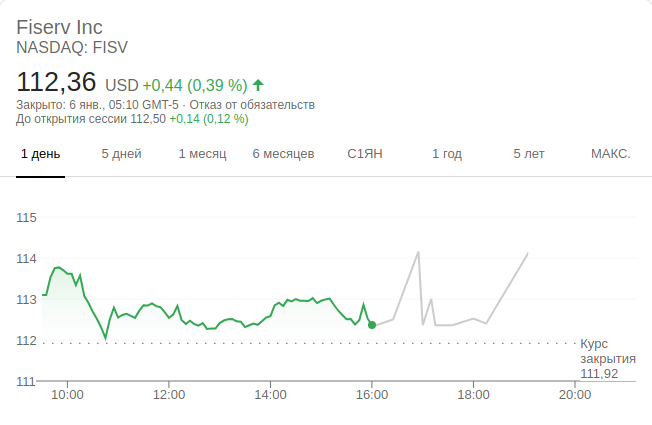 Fiserv Inc
NASDAQ: FISV
112,36 USD +0,44 (0,39 %)
Закрыто: 6 янв., 05:10 GMT-5 · Отказ от обязательств
До открытия сессии 112,50 +0,14 (0,12 %)
1 день 5 дней 1 месяц 6 месяцев С1ЯН 1 год 5 лет МАКС.
115
114
113
112
Курс
закрытия
111,92
111
10:00 12:00 14:00 16:00 18:00 20:00